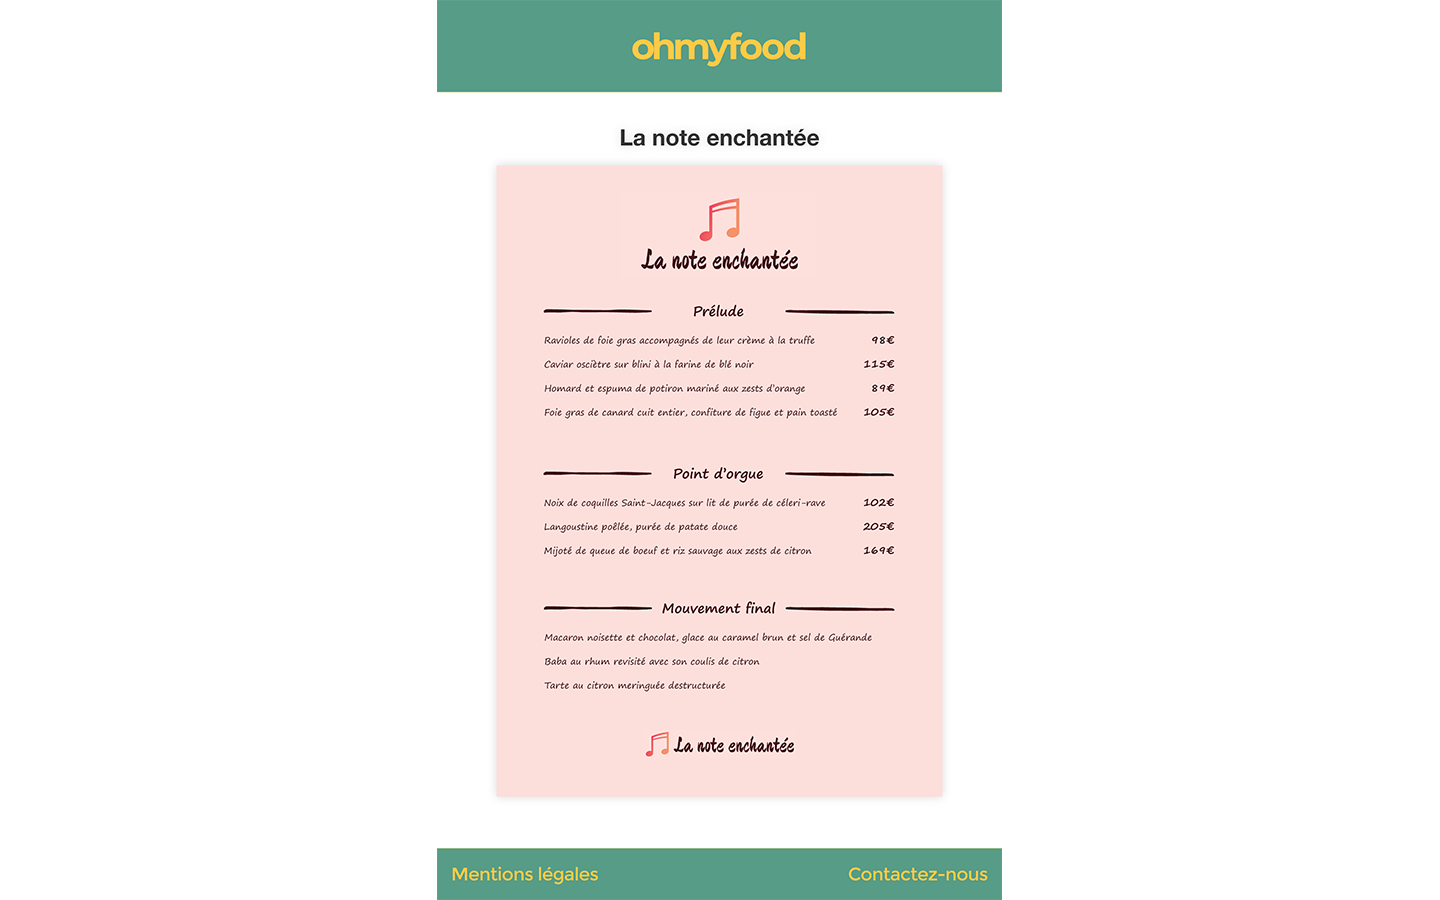 ohmyfood
La note enchantée
La note enchantée
Prélude
Ravioles de foie gras accompagnés de leur crème à la truffe 98€
Caviar osciètre sur blini à la farine de blé noir 115€
Homard et espuma de potiron mariné aux zests d'orange 89€
Foie gras de canard cuit entier, confiture de figue et pain toasté 105€
Point d'orgue
Noix de coquilles Saint-Jacques sur lit de purée de céleri-rave 102€
Langoustine poêlée, purée de patate douce 205€
Mijoté de queue de boeuf et riz sauvage aux zests de citron 169€
Mouvement final
Macaron noisette et chocolat, glace au caramel brun et sel de Guérande
Baba au rhum revisité avec son coulis de citron
Tarte au citron meringuée destructurée
La note enchantée
Mentions légales Contactez-nous